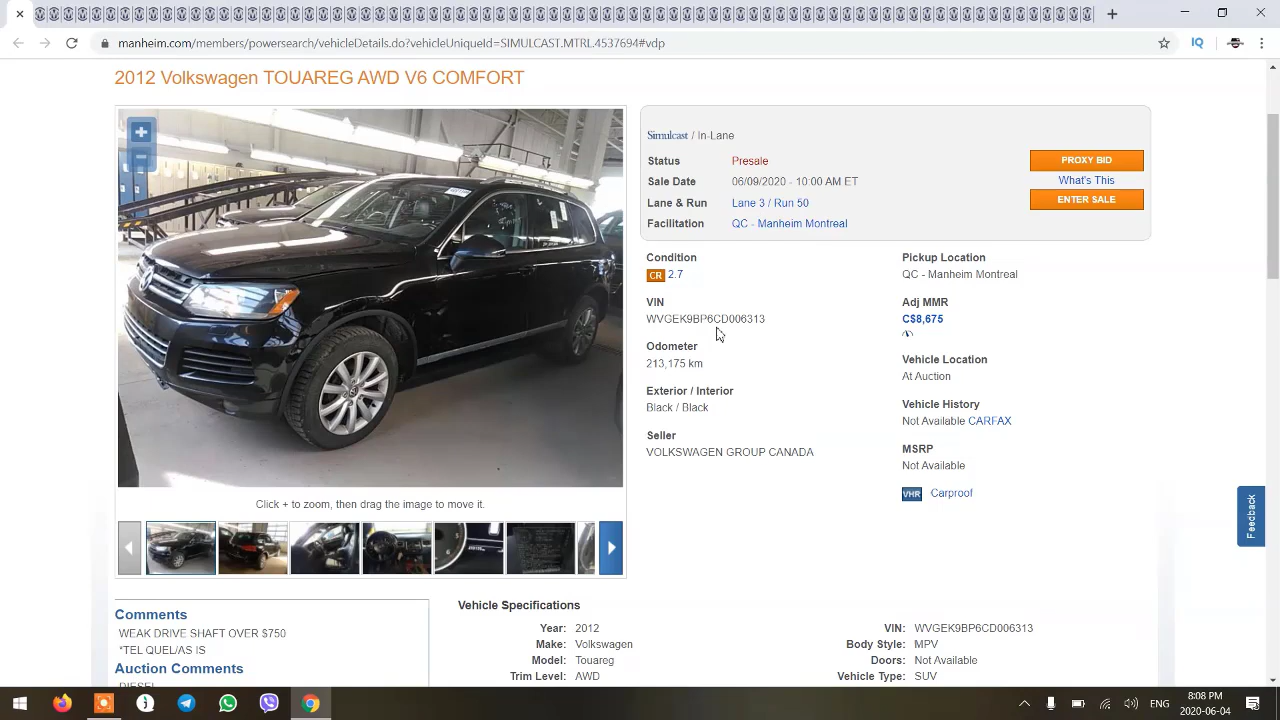 manheim.com/members/powersearch/vehicleDetails.do?vehicleUniqueId=SIMULCAST.MTRL.4537694#vdp
2012 Volkswagen TOUAREG AWD V6 COMFORT
Simulcast / In-Lane
Status Presale
PROXY BID
What's This
Sale Date 06/09/2020 - 10:00 AM ET
ENTER SALE
Lane & Run Lane 3 / Run 50
Facilitation QC - Manheim Montreal
Condition
CR 2.7
VIN
WVGEK9BP6CD006313
Odometer
213,175 km
Exterior / Interior
Black / Black
Seller
VOLKSWAGEN GROUP CANADA
Pickup Location
QC - Manheim Montreal
Adj MMR
C$8,675
Vehicle Location
At Auction
Vehicle History
Not Available CARFAX
MSRP
Not Available
VHR Carproof
Feedback
Click + to zoom, then drag the image to move it.
Comments
WEAK DRIVE SHAFT OVER $750
*TEL QUEL/AS IS
Auction Comments
DIESEL
Vehicle Specifications
Year: 2012
Make: Volkswagen
Model: Touareg
Trim Level: AWD
VIN: WVGEK9BP6CD006313
Body Style: MPV
Doors: Not Available
Vehicle Type: SUV
ENG
8:08 PM
2020-06-04